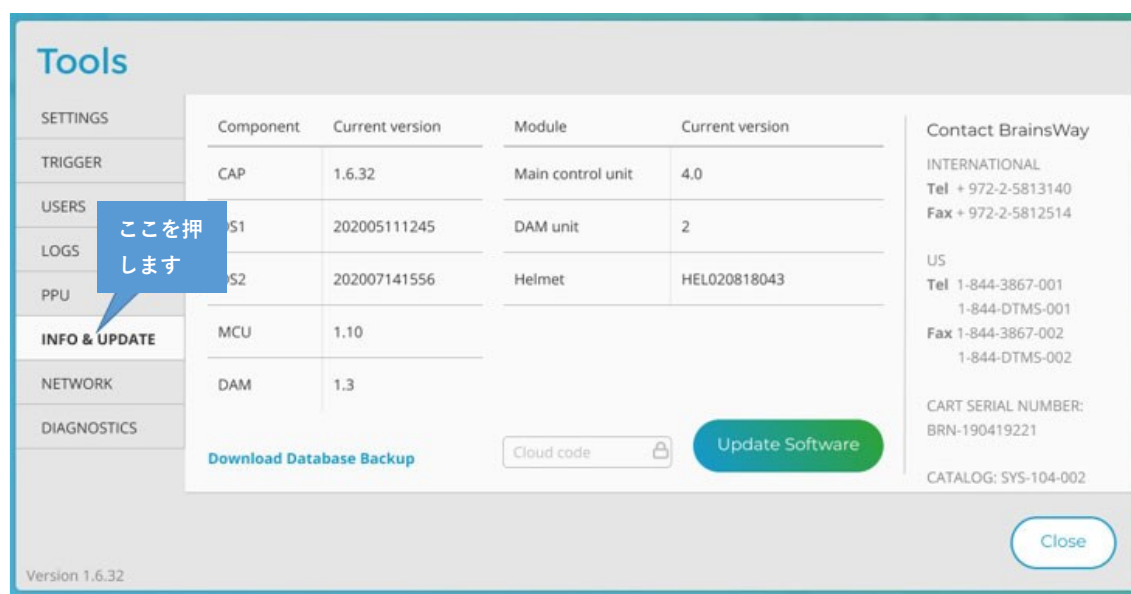 Tools
SETTINGS
TRIGGER
USERS
LOGS
PPU
INFO & UPDATE
NETWORK
DIAGNOSTICS
ここを押
します
Component Current version
CAP 1.6.32
202005111245
202007141556
MCU 1.10
DAM 1.3
Download Database Backup
Module Current version
Main control unit 4.0
DAM unit 2
Helmet HEL020818043
Cloud code
Update Software
Contact BrainsWay
INTERNATIONAL
Tel + 972-2-5813140
Fax + 972-2-5812514
US
Tel 1-844-3867-001
1-844-DTMS-001
Fax 1-844-3867-002
1-844-DTMS-002
CART SERIAL NUMBER:
BRN-190419221
CATALOG: SYS-104-002
Close
Version 1.6.32